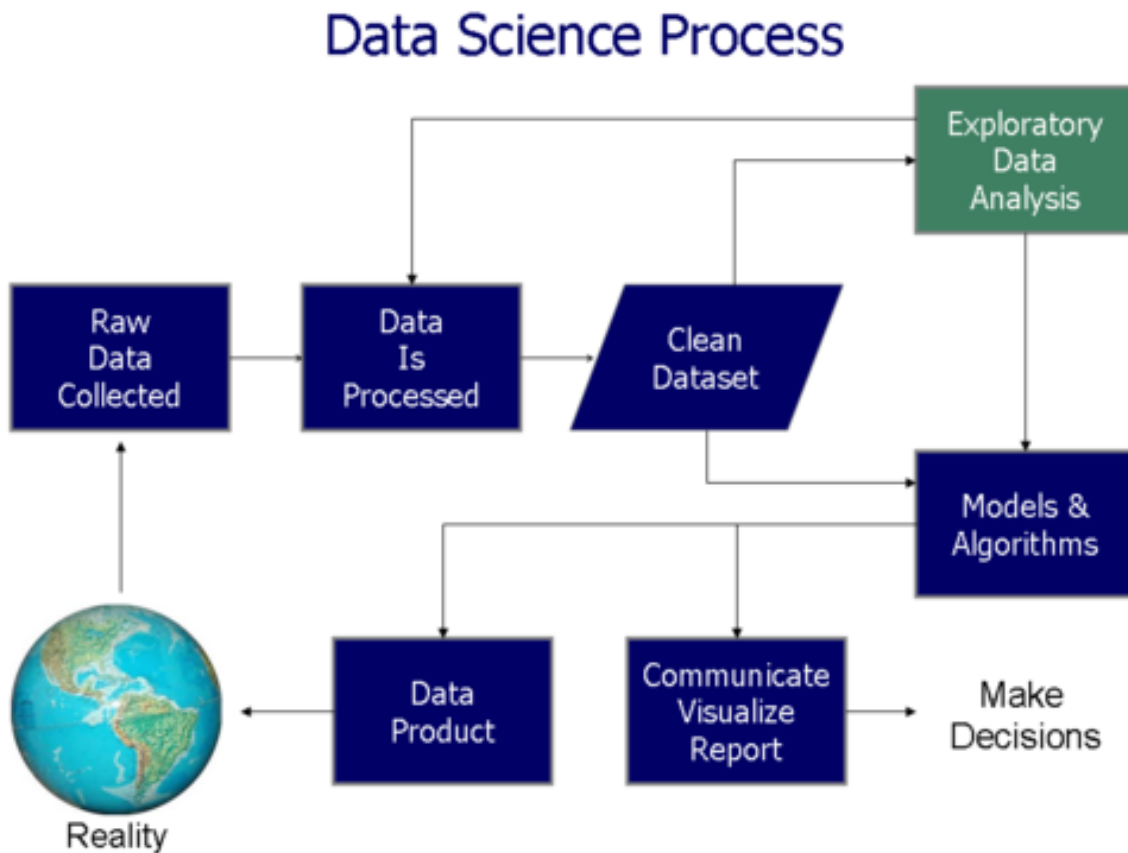 Data Science Process
Exploratory
Data
Analysis
Raw
Data
Collected
Data
Is
Processed
Clean
Dataset
Models &
Algorithms
Data
Product
Communicate
Visualize
Report
Make
Decisions
Reality